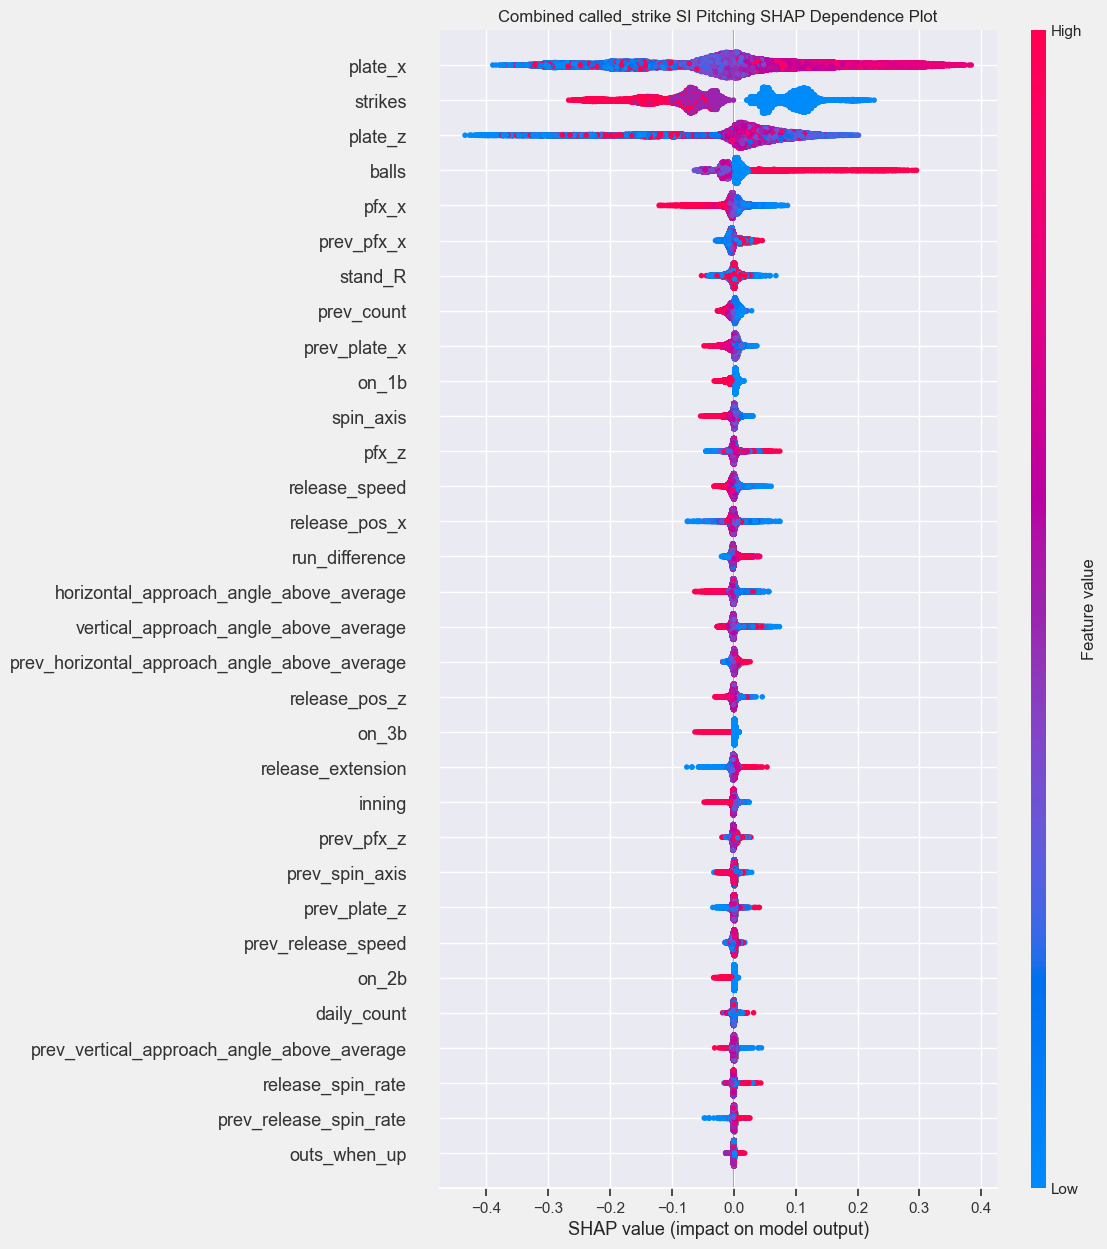 Combined called_strike SI Pitching SHAP Dependence Plot
High
plate_x
strikes
plate_z
balls
pfx_x
prev_pfx_x
stand_R
prev_count
prev_plate_x
on_1b
spin_axis
pfx_z
release_speed
release_pos_x
run_difference
horizontal_approach_angle_above_average
vertical_approach_angle_above_average
prev_horizontal_approach_angle_above_average
release_pos_z
on_3b
release_extension
inning
prev_pfx_z
prev_spin_axis
prev_plate_z
prev_release_speed
on_2b
daily_count
prev_vertical_approach_angle_above_average
release_spin_rate
prev_release_spin_rate
outs_when_up
Feature value
Low
−0.4 −0.3 −0.2 −0.1 0.0 0.1 0.2 0.3 0.4
SHAP value (impact on model output)